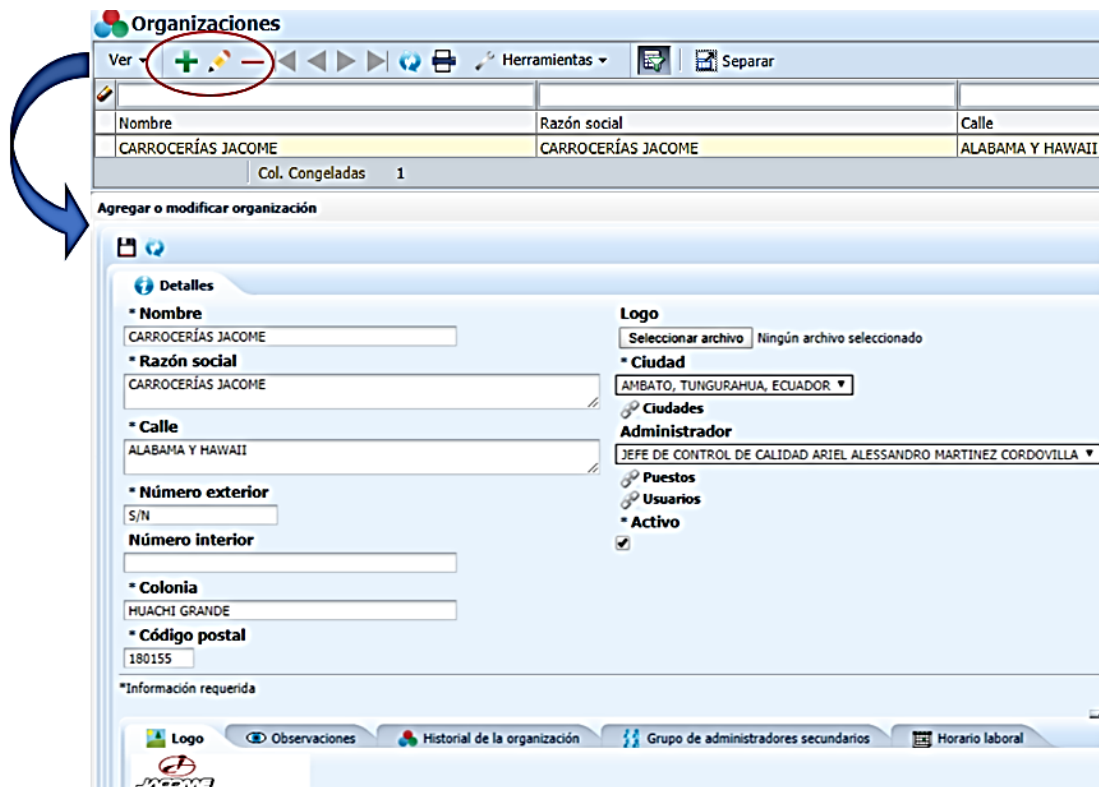 Organizaciones
Ver Herramientas Separar
Nombre Razón social Calle
CARROCERÍAS JACOME CARROCERÍAS JACOME ALABAMA Y HAWAII
Col. Congeladas 1
Agregar o modificar organización
Detalles
* Nombre
CARROCERÍAS JACOME
* Razón social
CARROCERÍAS JACOME
* Calle
ALABAMA Y HAWAII
* Número exterior
S/N
Número interior
* Colonia
HUACHI GRANDE
* Código postal
180155
Logo
Seleccionar archivo Ningún archivo seleccionado
* Ciudad
AMBATO, TUNGURAHUA, ECUADOR
Ciudades
Administrador
JEFE DE CONTROL DE CALIDAD ARIEL ALESSANDRO MARTINEZ CORDOVILLA
Puestos
Usuarios
* Activo
*Información requerida
Logo Observaciones Historial de la organización Grupo de administradores secundarios Horario laboral
JACOME